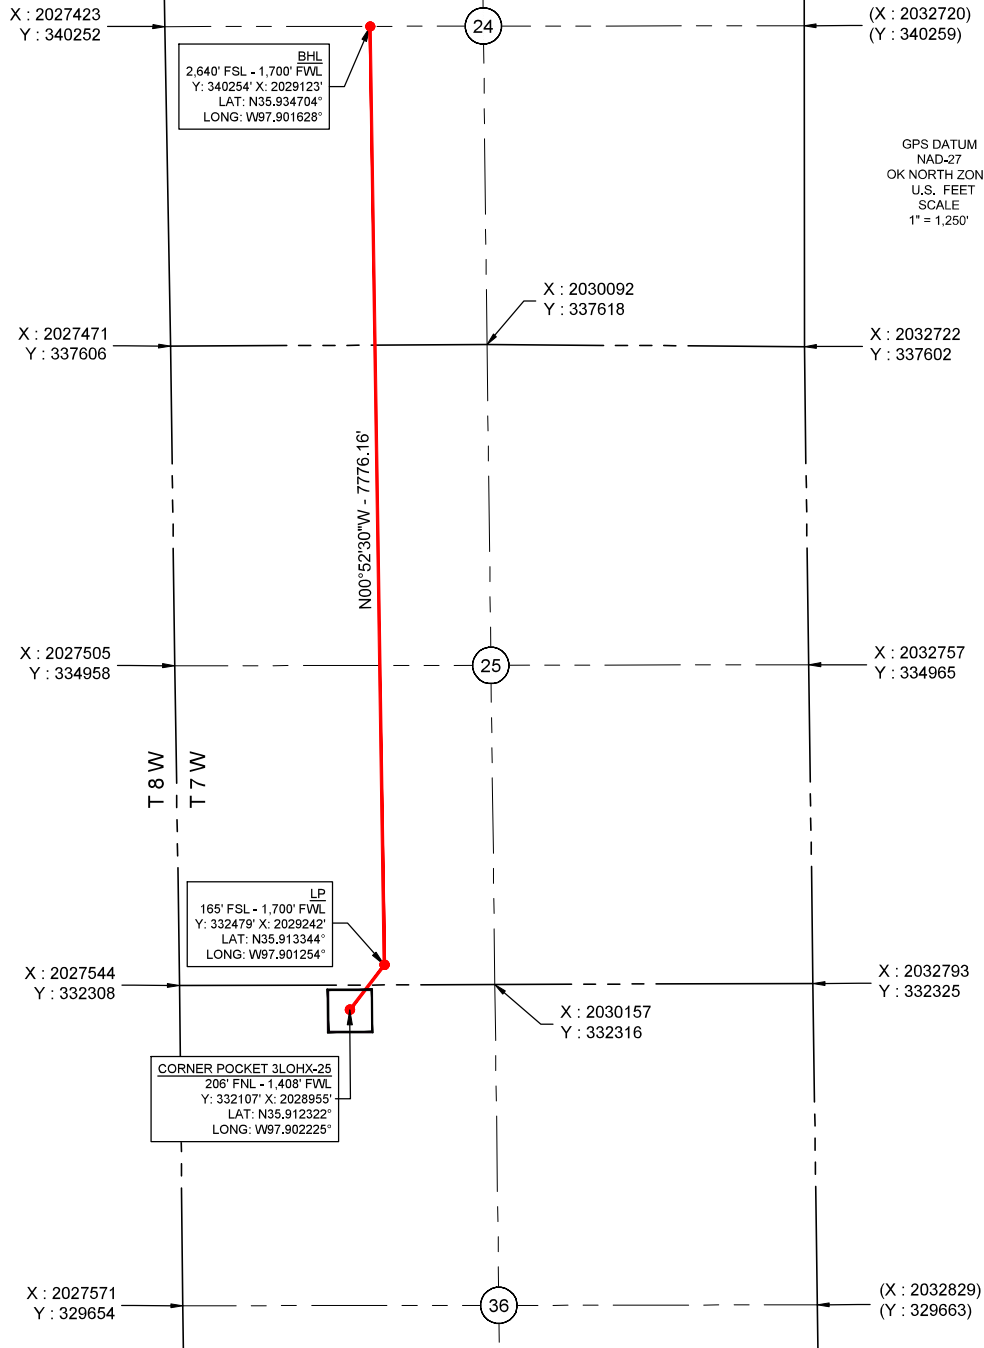 X : 2027423
Y : 340252
24
(X : 2032720)
(Y : 340259)
BHL
2,640' FSL - 1,700' FWL
Y: 340254' X: 2029123'
LAT: N35.934704°
LONG: W97.901628°
GPS DATUM
NAD-27
OK NORTH ZON
U.S. FEET
SCALE
1" = 1,250'
X : 2030092
Y : 337618
X : 2027471
Y : 337606
X : 2032722
Y : 337602
N00°52'30"W - 7776.16'
X : 2027505
Y : 334958
25
X : 2032757
Y : 334965
T 8 W
T 7 W
LP
165' FSL - 1,700' FWL
Y: 332479' X: 2029242'
LAT: N35.913344°
LONG: W97.901254°
X : 2027544
Y : 332308
X : 2032793
Y : 332325
X : 2030157
Y : 332316
CORNER POCKET 3LOHX-25
206' FNL - 1,408' FWL
Y: 332107' X: 2028955'
LAT: N35.912322°
LONG: W97.902225°
X : 2027571
Y : 329654
36
(X : 2032829)
(Y : 329663)